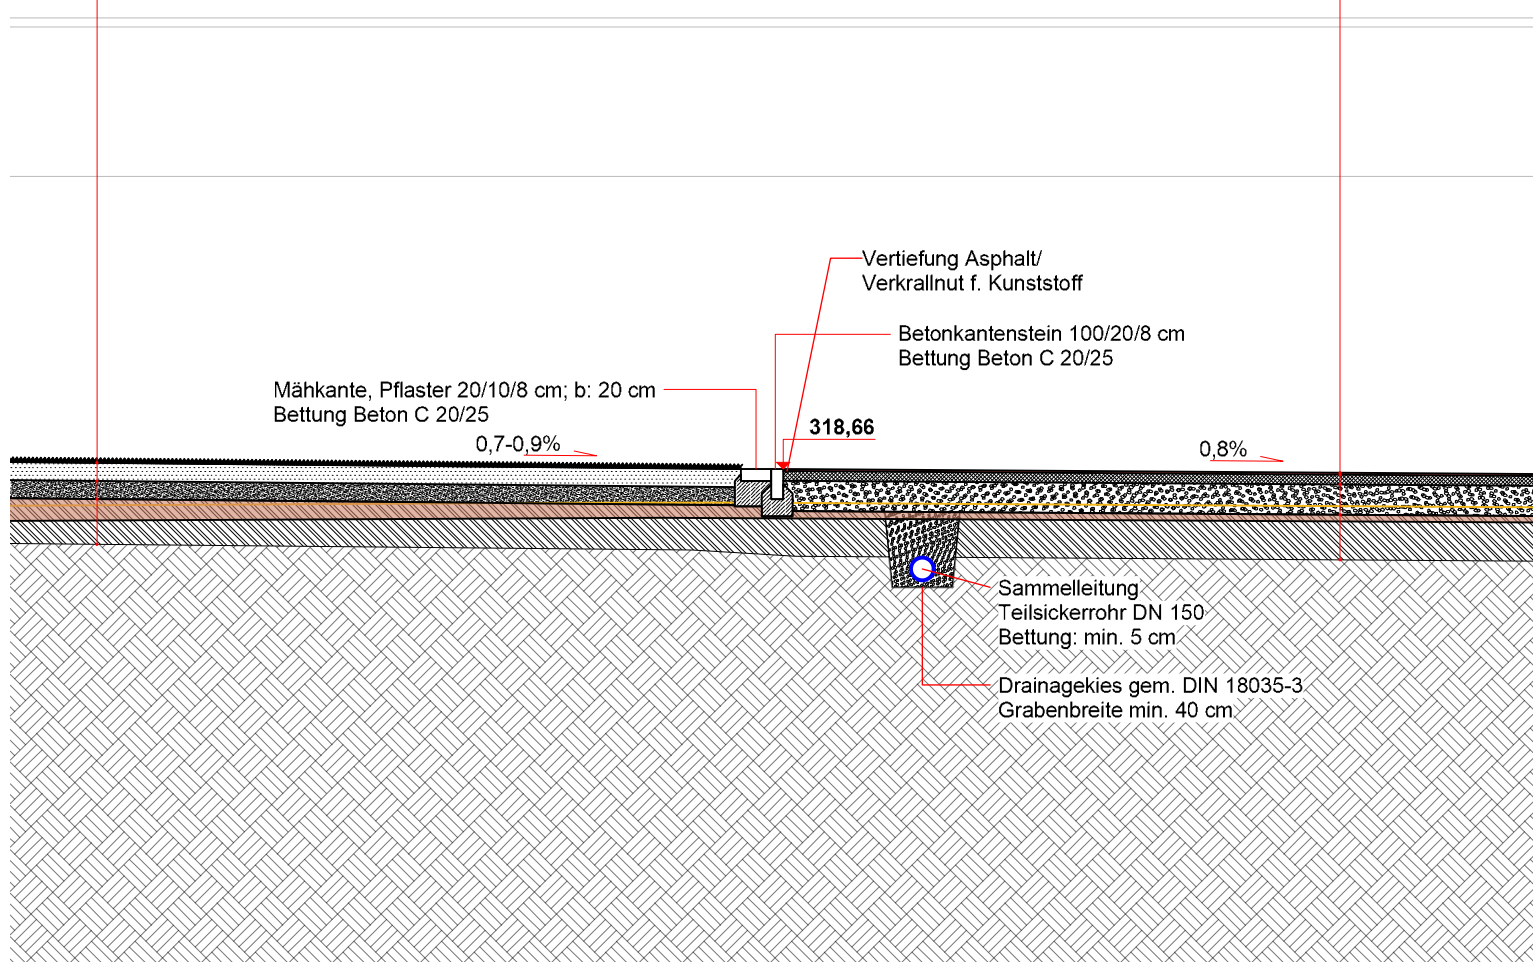 Vertiefung Asphalt/
Verkrallnut f. Kunststoff
Betonkantenstein 100/20/8 cm
Bettung Beton C 20/25
Mähkante, Pflaster 20/10/8 cm; b: 20 cm
Bettung Beton C 20/25
318,66
0,7-0,9%
0,8%
Sammelleitung
Teilsickerrohr DN 150
Bettung: min. 5 cm
Drainagekies gem. DIN 18035-3
Grabenbreite min. 40 cm